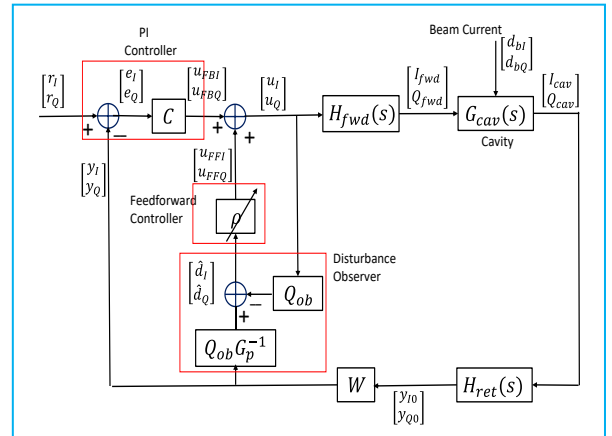 PI
Controller
Beam Current
[r_I
r_Q]
[e_I
e_Q]
[u_FBI
u_FBQ]
[u_I
u_Q]
[I_fwd
Q_fwd]
[d_bI
d_bQ]
[I_cav
Q_cav]
+
−
C
+
+
H_fwd(s)
G_cav(s)
Cavity
[y_I
y_Q]
[u_FFI
u_FFQ]
Feedforward
Controller
ρ
Disturbance
Observer
[d̂_I
d̂_Q]
−
+
Q_ob
Q_ob G_p^{-1}
W
[y_I0
y_Q0]
H_ret(s)